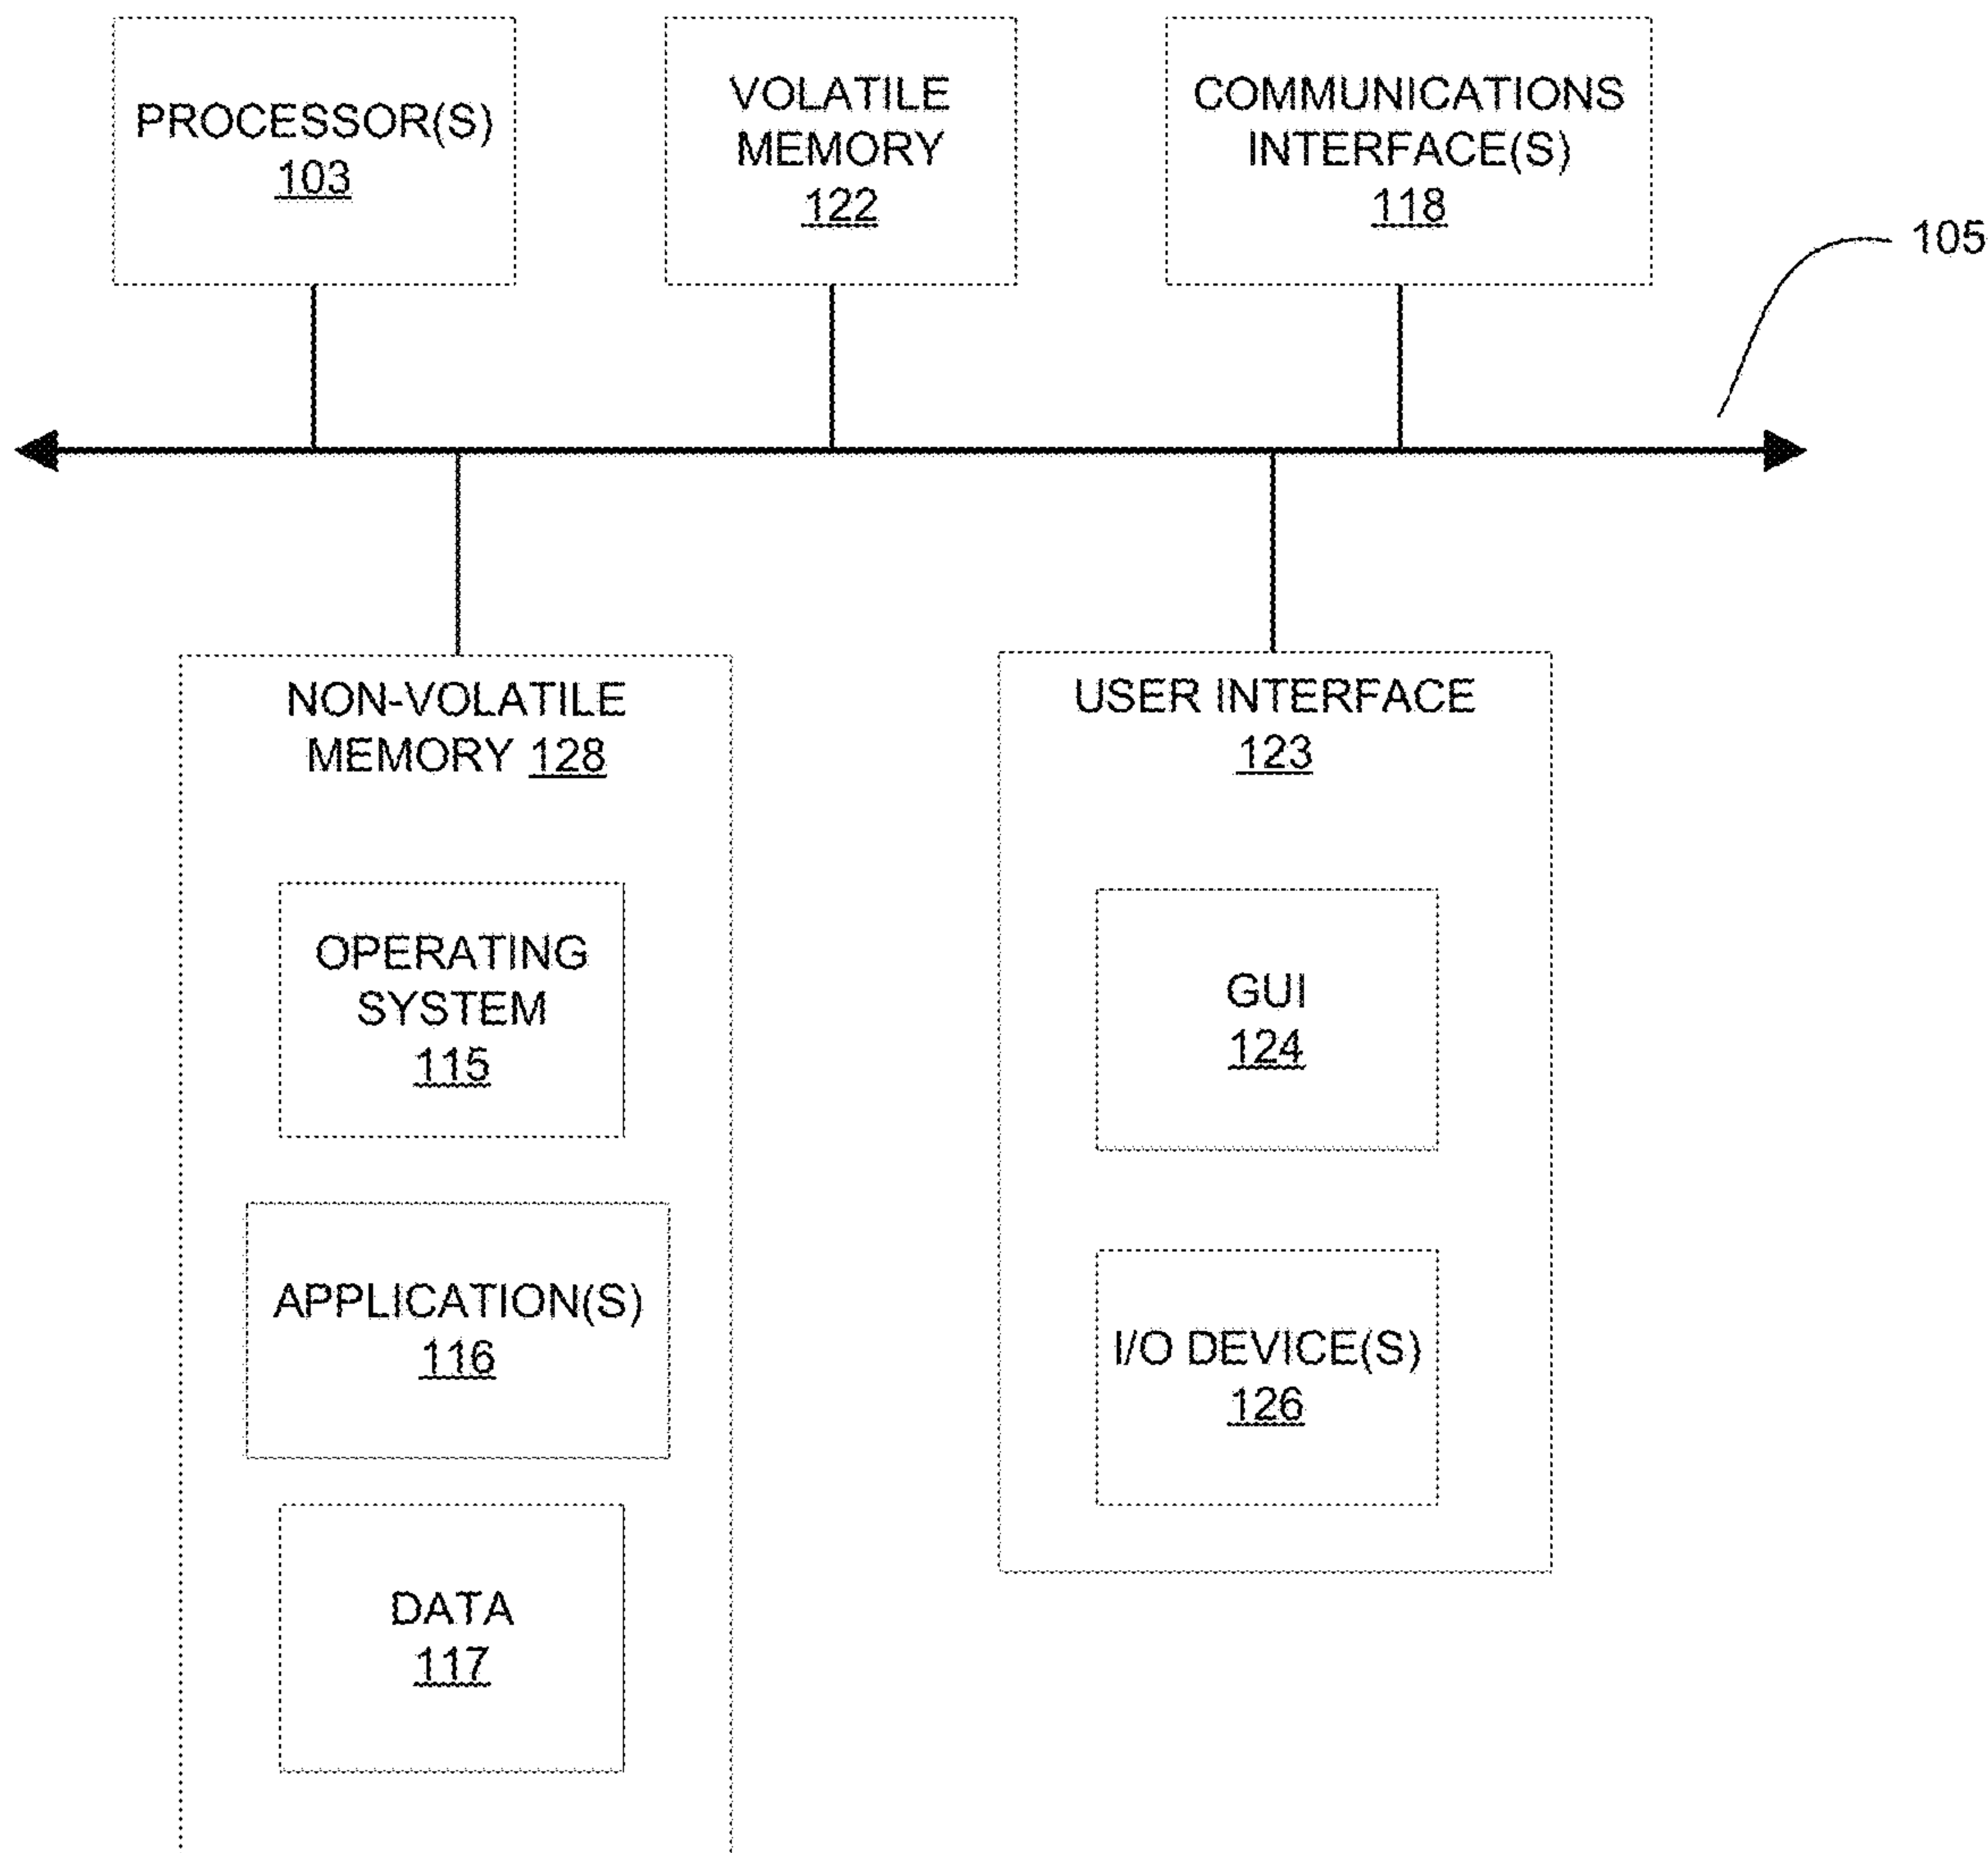 PROCESSOR(S)
103
VOLATILE
MEMORY
122
COMMUNICATIONS
INTERFACE(S)
118
105
NON-VOLATILE
MEMORY 128
OPERATING
SYSTEM
115
APPLICATION(S)
116
DATA
117
USER INTERFACE
123
GUI
124
I/O DEVICE(S)
126